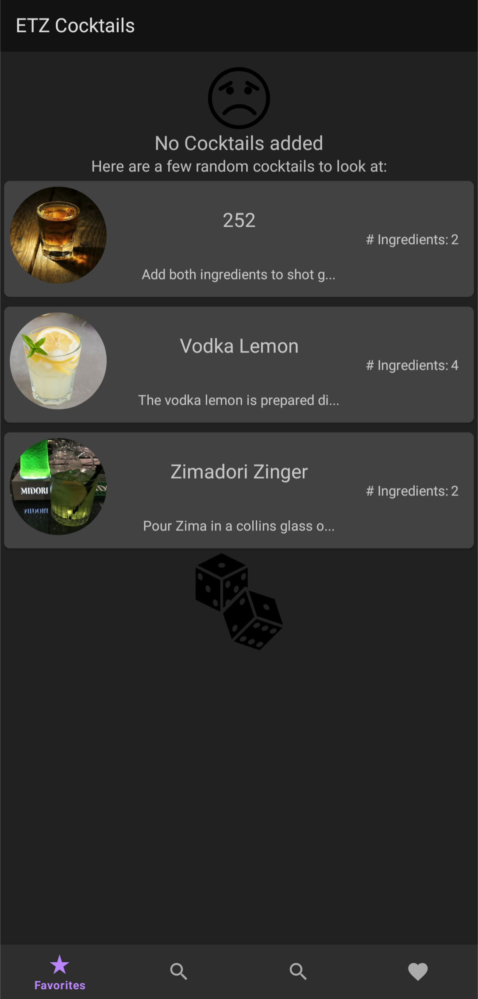 ETZ Cocktails
No Cocktails added
Here are a few random cocktails to look at:
252
# Ingredients: 2
Add both ingredients to shot g...
Vodka Lemon
# Ingredients: 4
The vodka lemon is prepared di...
MIDORI
MIDORI
Zimadori Zinger
# Ingredients: 2
Pour Zima in a collins glass o...
Favorites